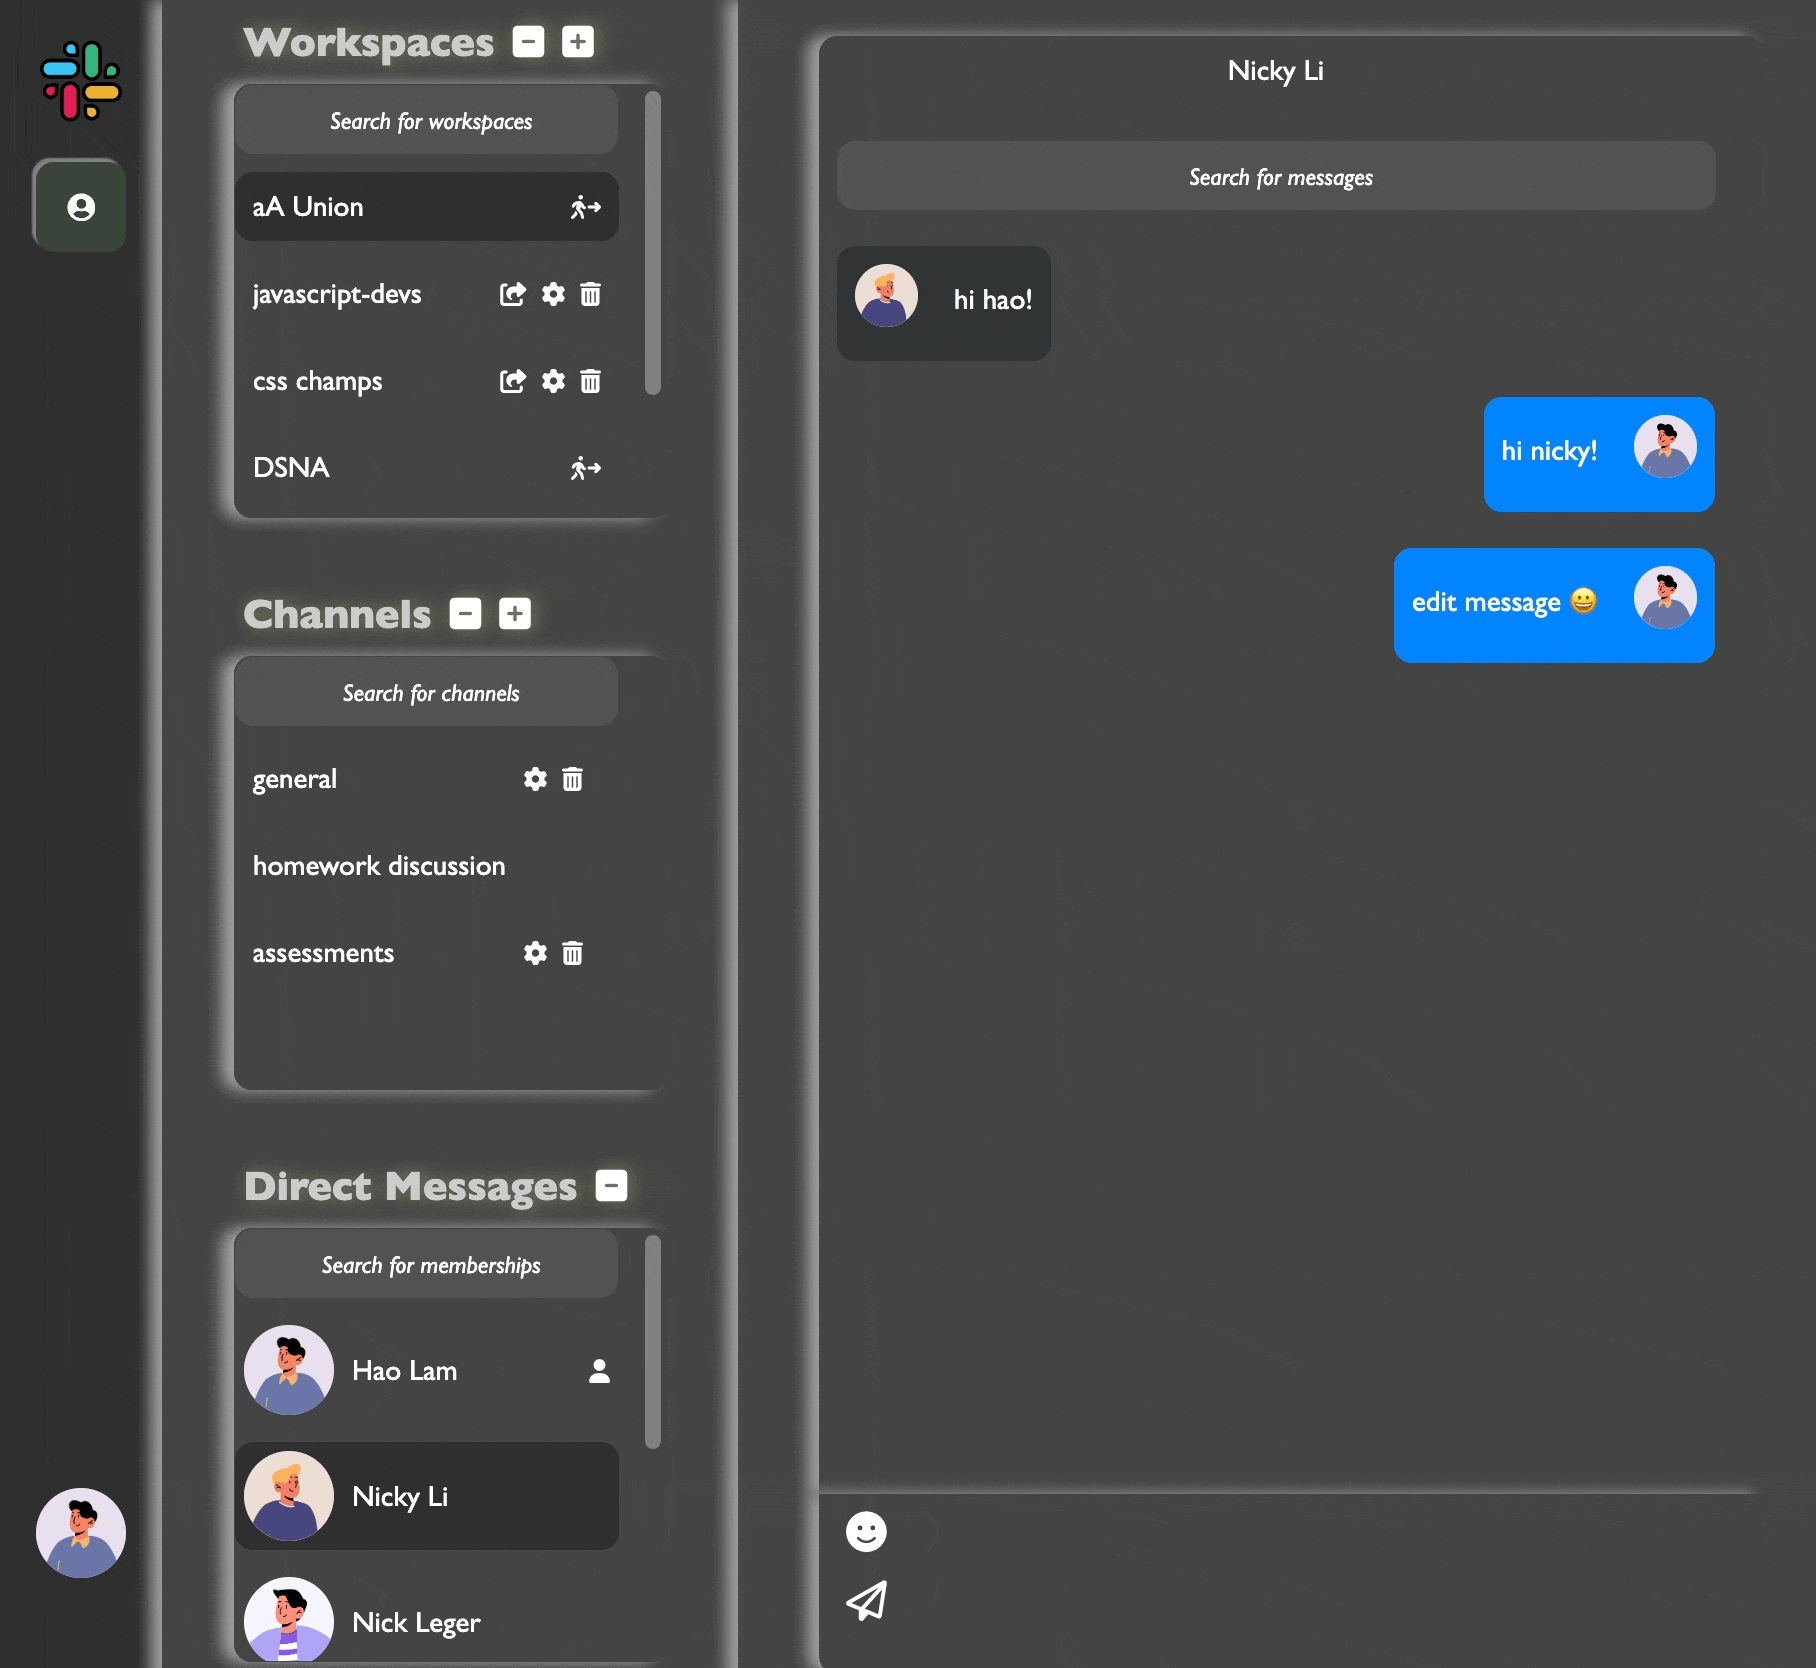 Workspaces
Search for workspaces
aA Union
javascript-devs
css champs
DSNA
Channels
Search for channels
general
homework discussion
assessments
Direct Messages
Search for memberships
Hao Lam
Nicky Li
Nick Leger
Nicky Li
Search for messages
hi hao!
hi nicky!
edit message 😀